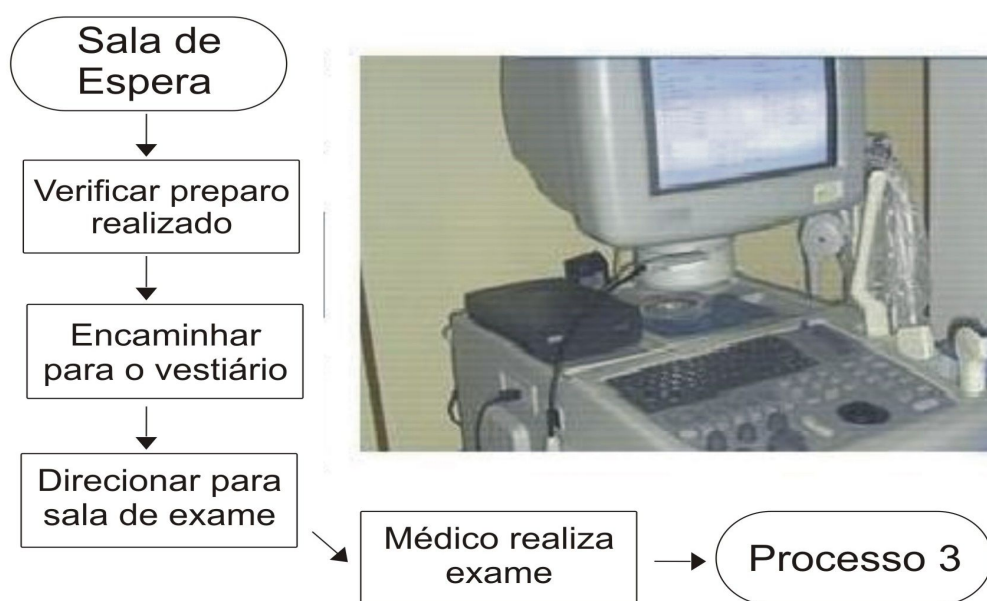 Sala de
Espera
Verificar preparo
realizado
Encaminhar
para o vestiário
Direcionar para
sala de exame
Médico realiza
exame
Processo 3